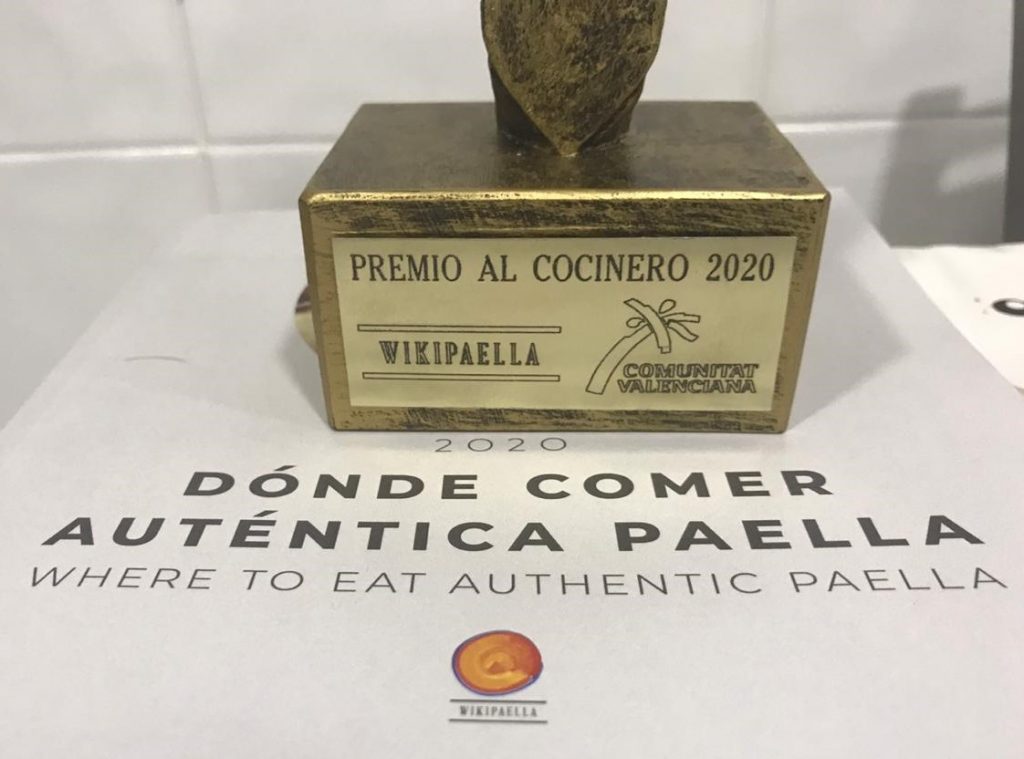 PREMIO AL COCINERO 2020
WIKIPAELLA
COMUNITAT
VALENCIANA
2020
DÓNDE COMER
AUTÉNTICA PAELLA
WHERE TO EAT AUTHENTIC PAELLA
WIKIPAELLA